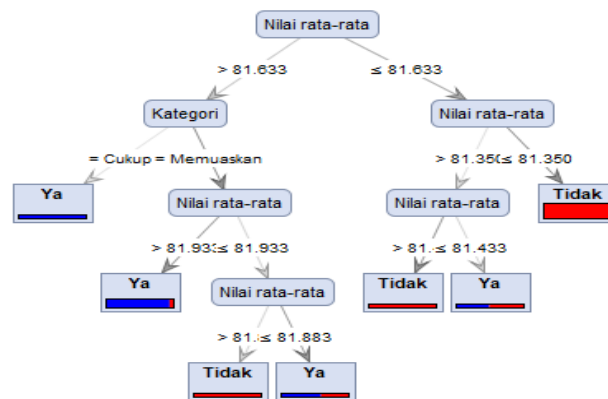 Nilai rata-rata
> 81.633
≤ 81.633
Kategori
Nilai rata-rata
= Cukup
= Memuaskan
> 81.350
≤ 81.350
Ya
Nilai rata-rata
Nilai rata-rata
Tidak
> 81.933
≤ 81.933
> 81.
≤ 81.433
Ya
Nilai rata-rata
Tidak
Ya
> 81.
≤ 81.883
Tidak
Ya